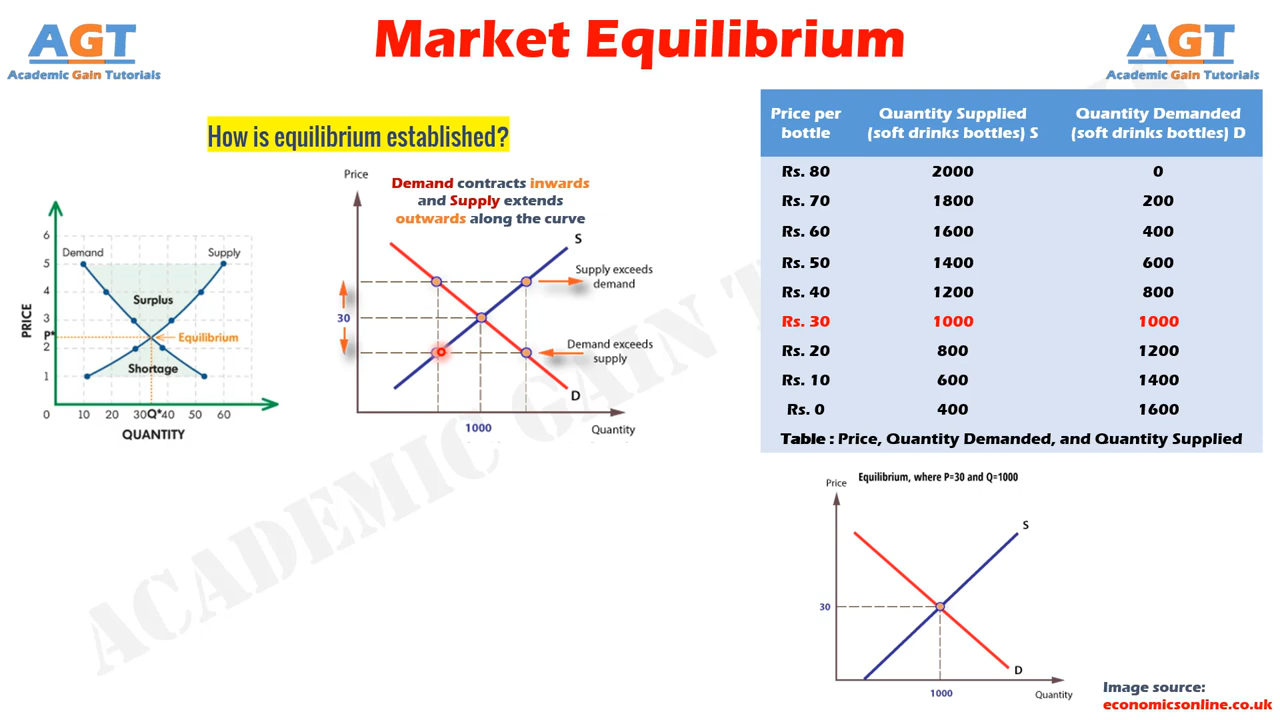 AGT
Academic Gain Tutorials
Market Equilibrium
AGT
Academic Gain Tutorials
How is equilibrium established?
PRICE
6
5
4
3
P*
2
1
0
Demand
Supply
Surplus
Equilibrium
Shortage
10 20 30 Q* 40 50 60
QUANTITY
Price
Demand contracts inwards
and Supply extends
outwards along the curve
S
Supply exceeds
demand
30
Demand exceeds
supply
D
1000
Quantity
Price per
bottle
Quantity Supplied
(soft drinks bottles) S
Quantity Demanded
(soft drinks bottles) D
Rs. 80 2000 0
Rs. 70 1800 200
Rs. 60 1600 400
Rs. 50 1400 600
Rs. 40 1200 800
Rs. 30 1000 1000
Rs. 20 800 1200
Rs. 10 600 1400
Rs. 0 400 1600
Table : Price, Quantity Demanded, and Quantity Supplied
Equilibrium, where P=30 and Q=1000
Price
S
30
D
1000
Quantity
Image source:
economicsonline.co.uk
ACADEMIC GAIN T